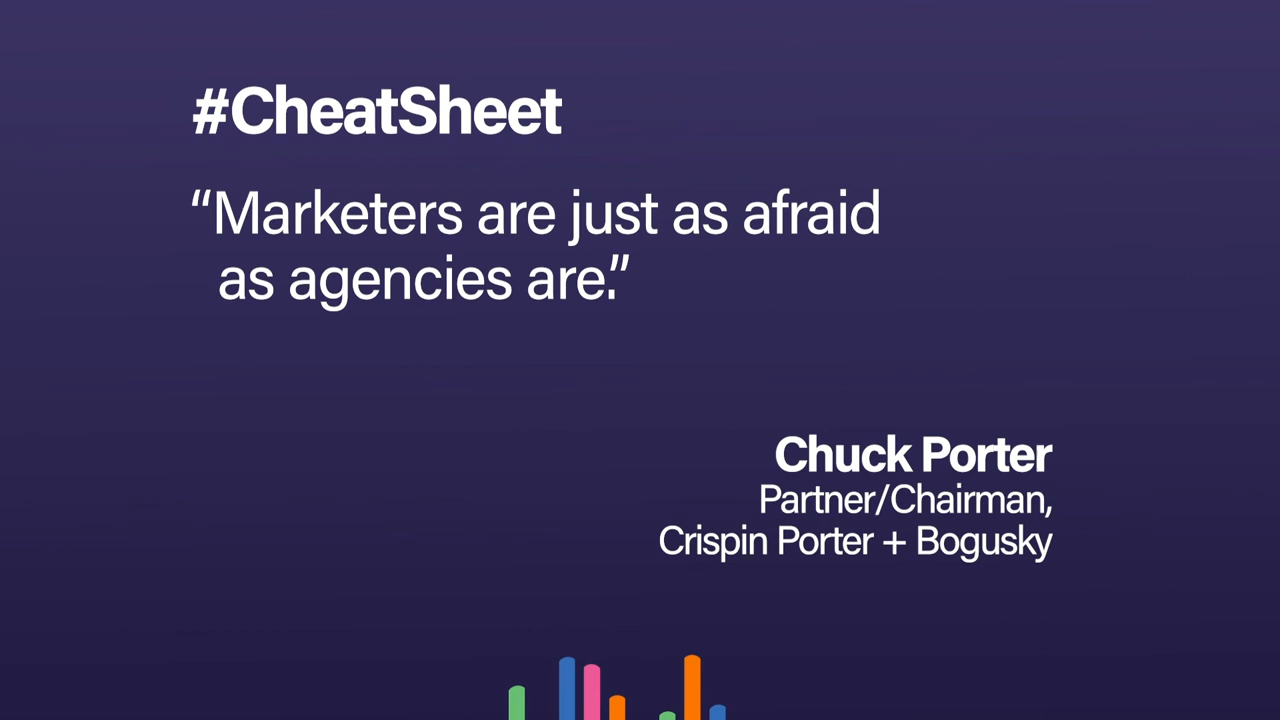 #CheatSheet
“Marketers are just as afraid
as agencies are.”
Chuck Porter
Partner/Chairman,
Crispin Porter + Bogusky